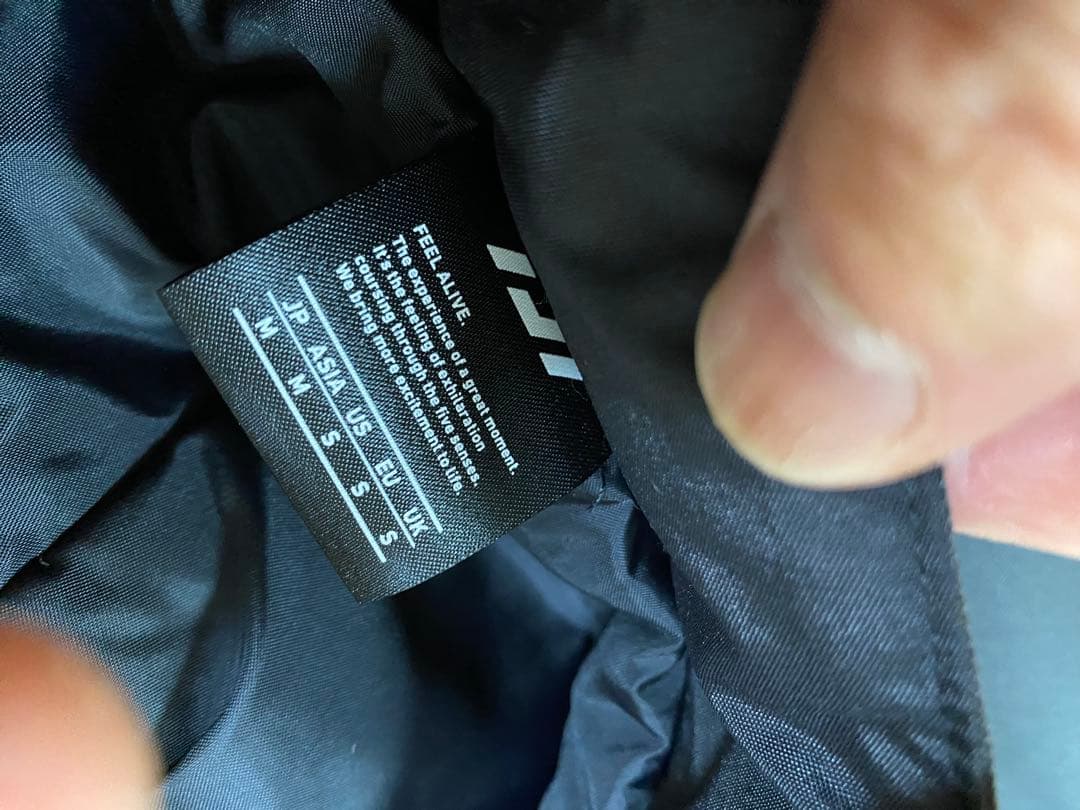 FEEL ALIVE.
The experience of a great moment.
It's the feeling of exhilaration
coursing through the five senses.
We bring more excitement to life.
JP ASIA US EU UK
M M S S S